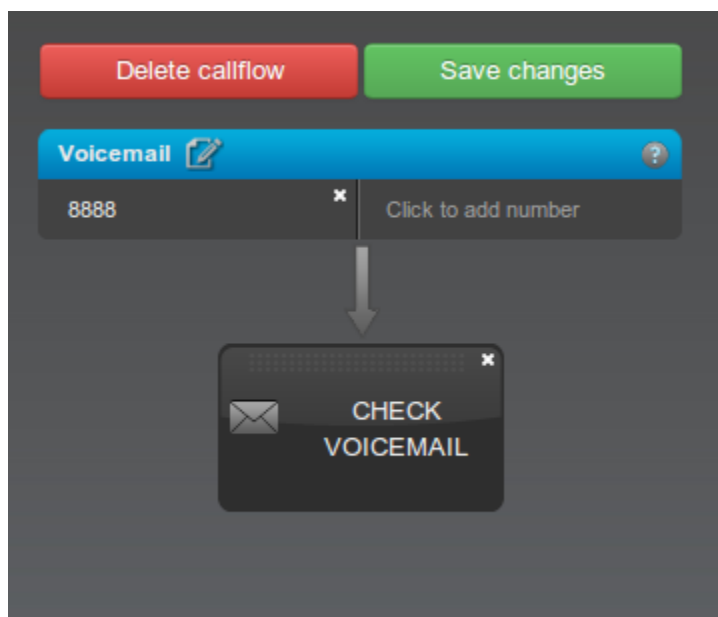 Delete callflow
Save changes
Voicemail
?
8888
Click to add number
CHECK
VOICEMAIL